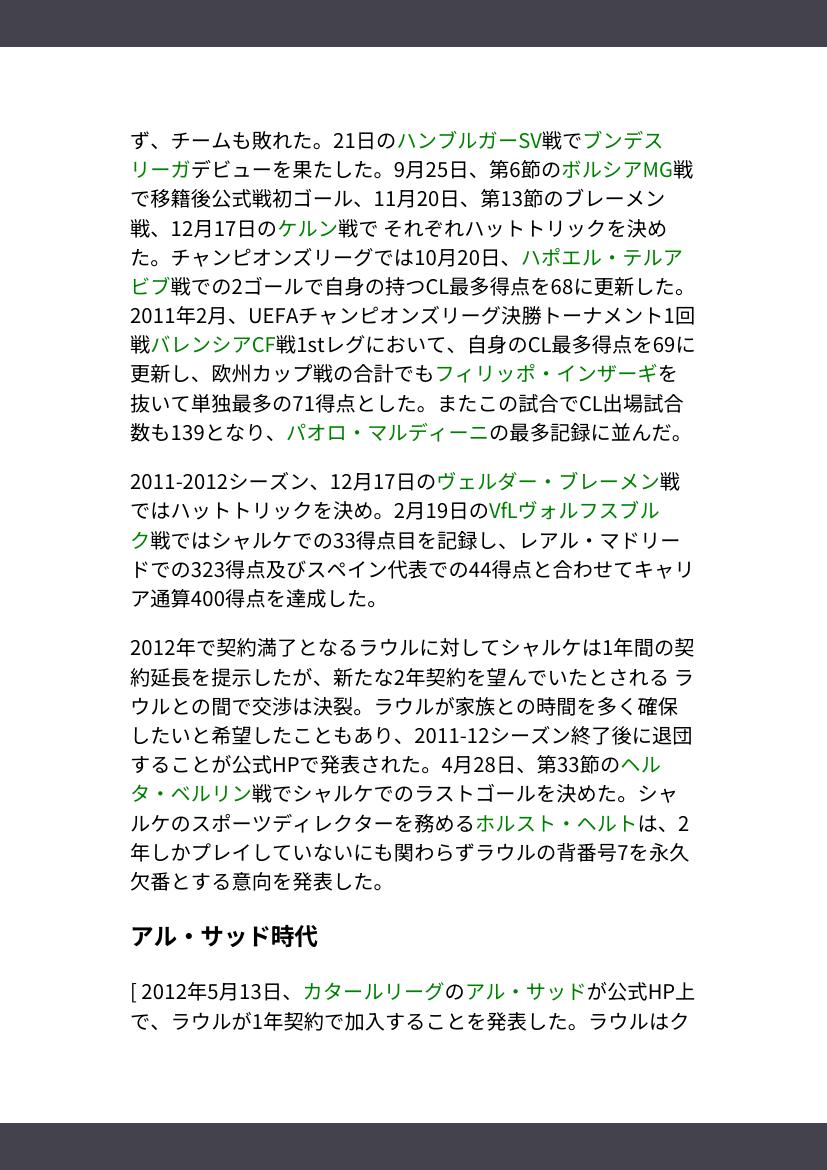 ず、チームも敗れた。21日のハンブルガーSV戦でブンデス
リーガデビューを果たした。9月25日、第6節のボルシアMG戦
で移籍後公式戦初ゴール、11月20日、第13節のブレーメン
戦、12月17日のケルン戦で それぞれハットトリックを決め
た。チャンピオンズリーグでは10月20日、ハポエル・テルア
ビブ戦での2ゴールで自身の持つCL最多得点を68に更新した。
2011年2月、UEFAチャンピオンズリーグ決勝トーナメント1回
戦バレンシアCF戦1stレグにおいて、自身のCL最多得点を69に
更新し、欧州カップ戦の合計でもフィリッポ・インザーギを
抜いて単独最多の71得点とした。またこの試合でCL出場試合
数も139となり、パオロ・マルディーニの最多記録に並んだ。
2011-2012シーズン、12月17日のヴェルダー・ブレーメン戦
ではハットトリックを決め。2月19日のVfLヴォルフスブル
ク戦ではシャルケでの33得点目を記録し、レアル・マドリー
ドでの323得点及びスペイン代表での44得点と合わせてキャリ
ア通算400得点を達成した。
2012年で契約満了となるラウルに対してシャルケは1年間の契
約延長を提示したが、新たな2年契約を望んでいたとされる ラ
ウルとの間で交渉は決裂。ラウルが家族との時間を多く確保
したいと希望したこともあり、2011-12シーズン終了後に退団
することが公式HPで発表された。4月28日、第33節のヘル
タ・ベルリン戦でシャルケでのラストゴールを決めた。シャ
ルケのスポーツディレクターを務めるホルスト・ヘルトは、2
年しかプレイしていないにも関わらずラウルの背番号7を永久
欠番とする意向を発表した。
アル・サッド時代
[ 2012年5月13日、カタールリーグのアル・サッドが公式HP上
で、ラウルが1年契約で加入することを発表した。ラウルはク